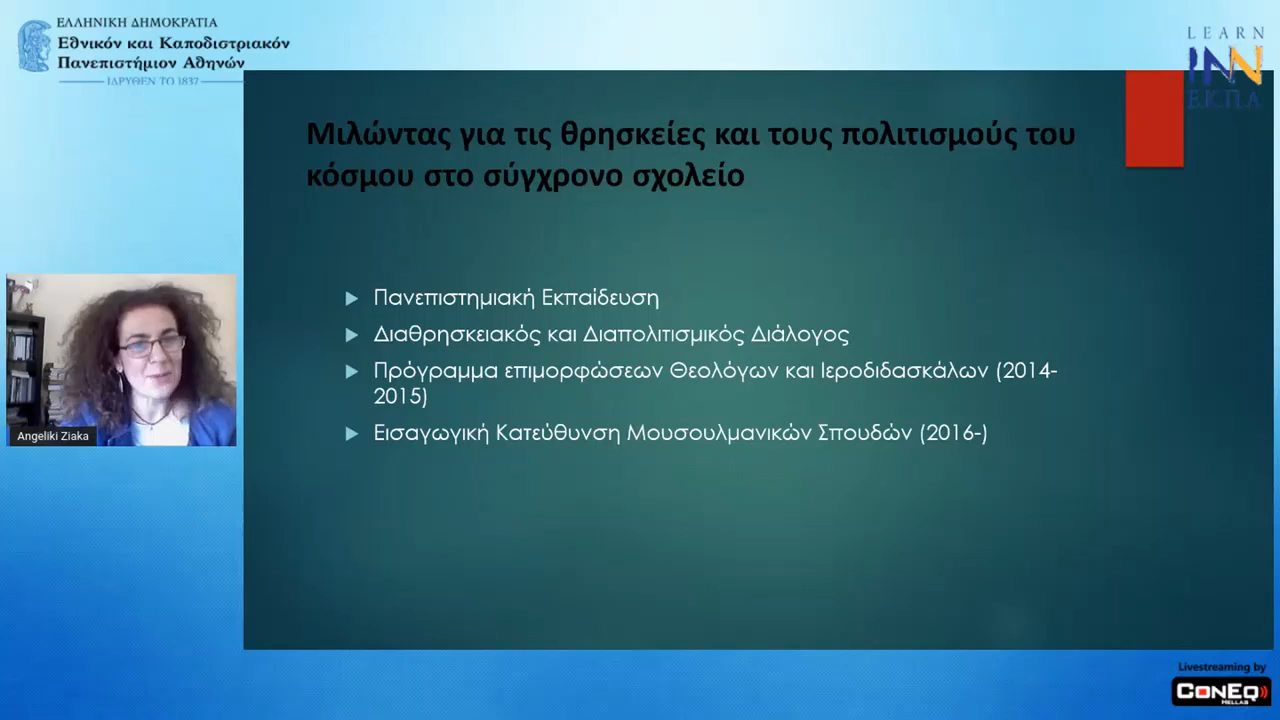 ΕΛΛΗΝΙΚΗ ΔΗΜΟΚΡΑΤΙΑ
Εθνικόν και Καποδιστριακόν
Πανεπιστήμιον Αθηνών
ΙΔΡΥΘΕΝ ΤΟ 1837
LEARN
INN
ΕΚΠΑ
Μιλώντας για τις θρησκείες και τους πολιτισμούς του
κόσμου στο σύγχρονο σχολείο
Πανεπιστημιακή Εκπαίδευση
Διαθρησκειακός και Διαπολιτισμικός Διάλογος
Πρόγραμμα επιμορφώσεων Θεολόγων και Ιεροδιδασκάλων (2014-
2015)
Εισαγωγική Κατεύθυνση Μουσουλμανικών Σπουδών (2016-)
Angeliki Ziaka
Livestreaming by
CONEQ
HELLAS